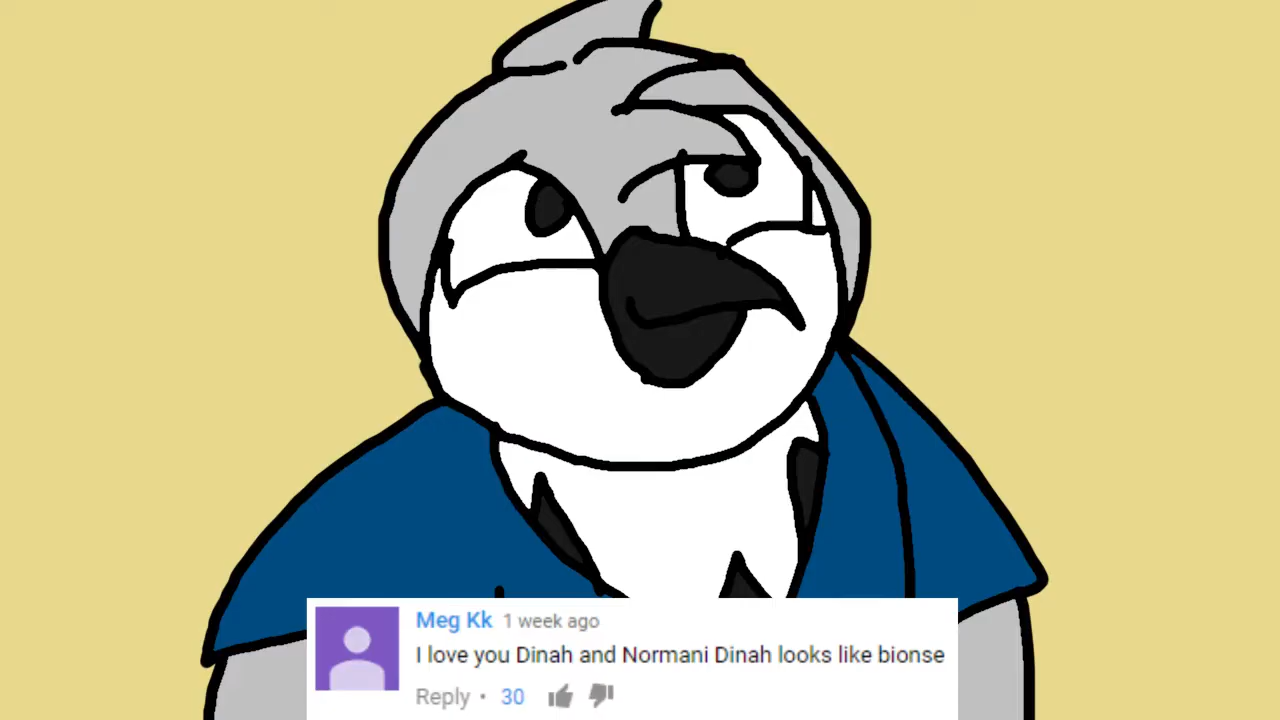 Meg Kk 1 week ago
I love you Dinah and Normani Dinah looks like bionse
Reply • 30